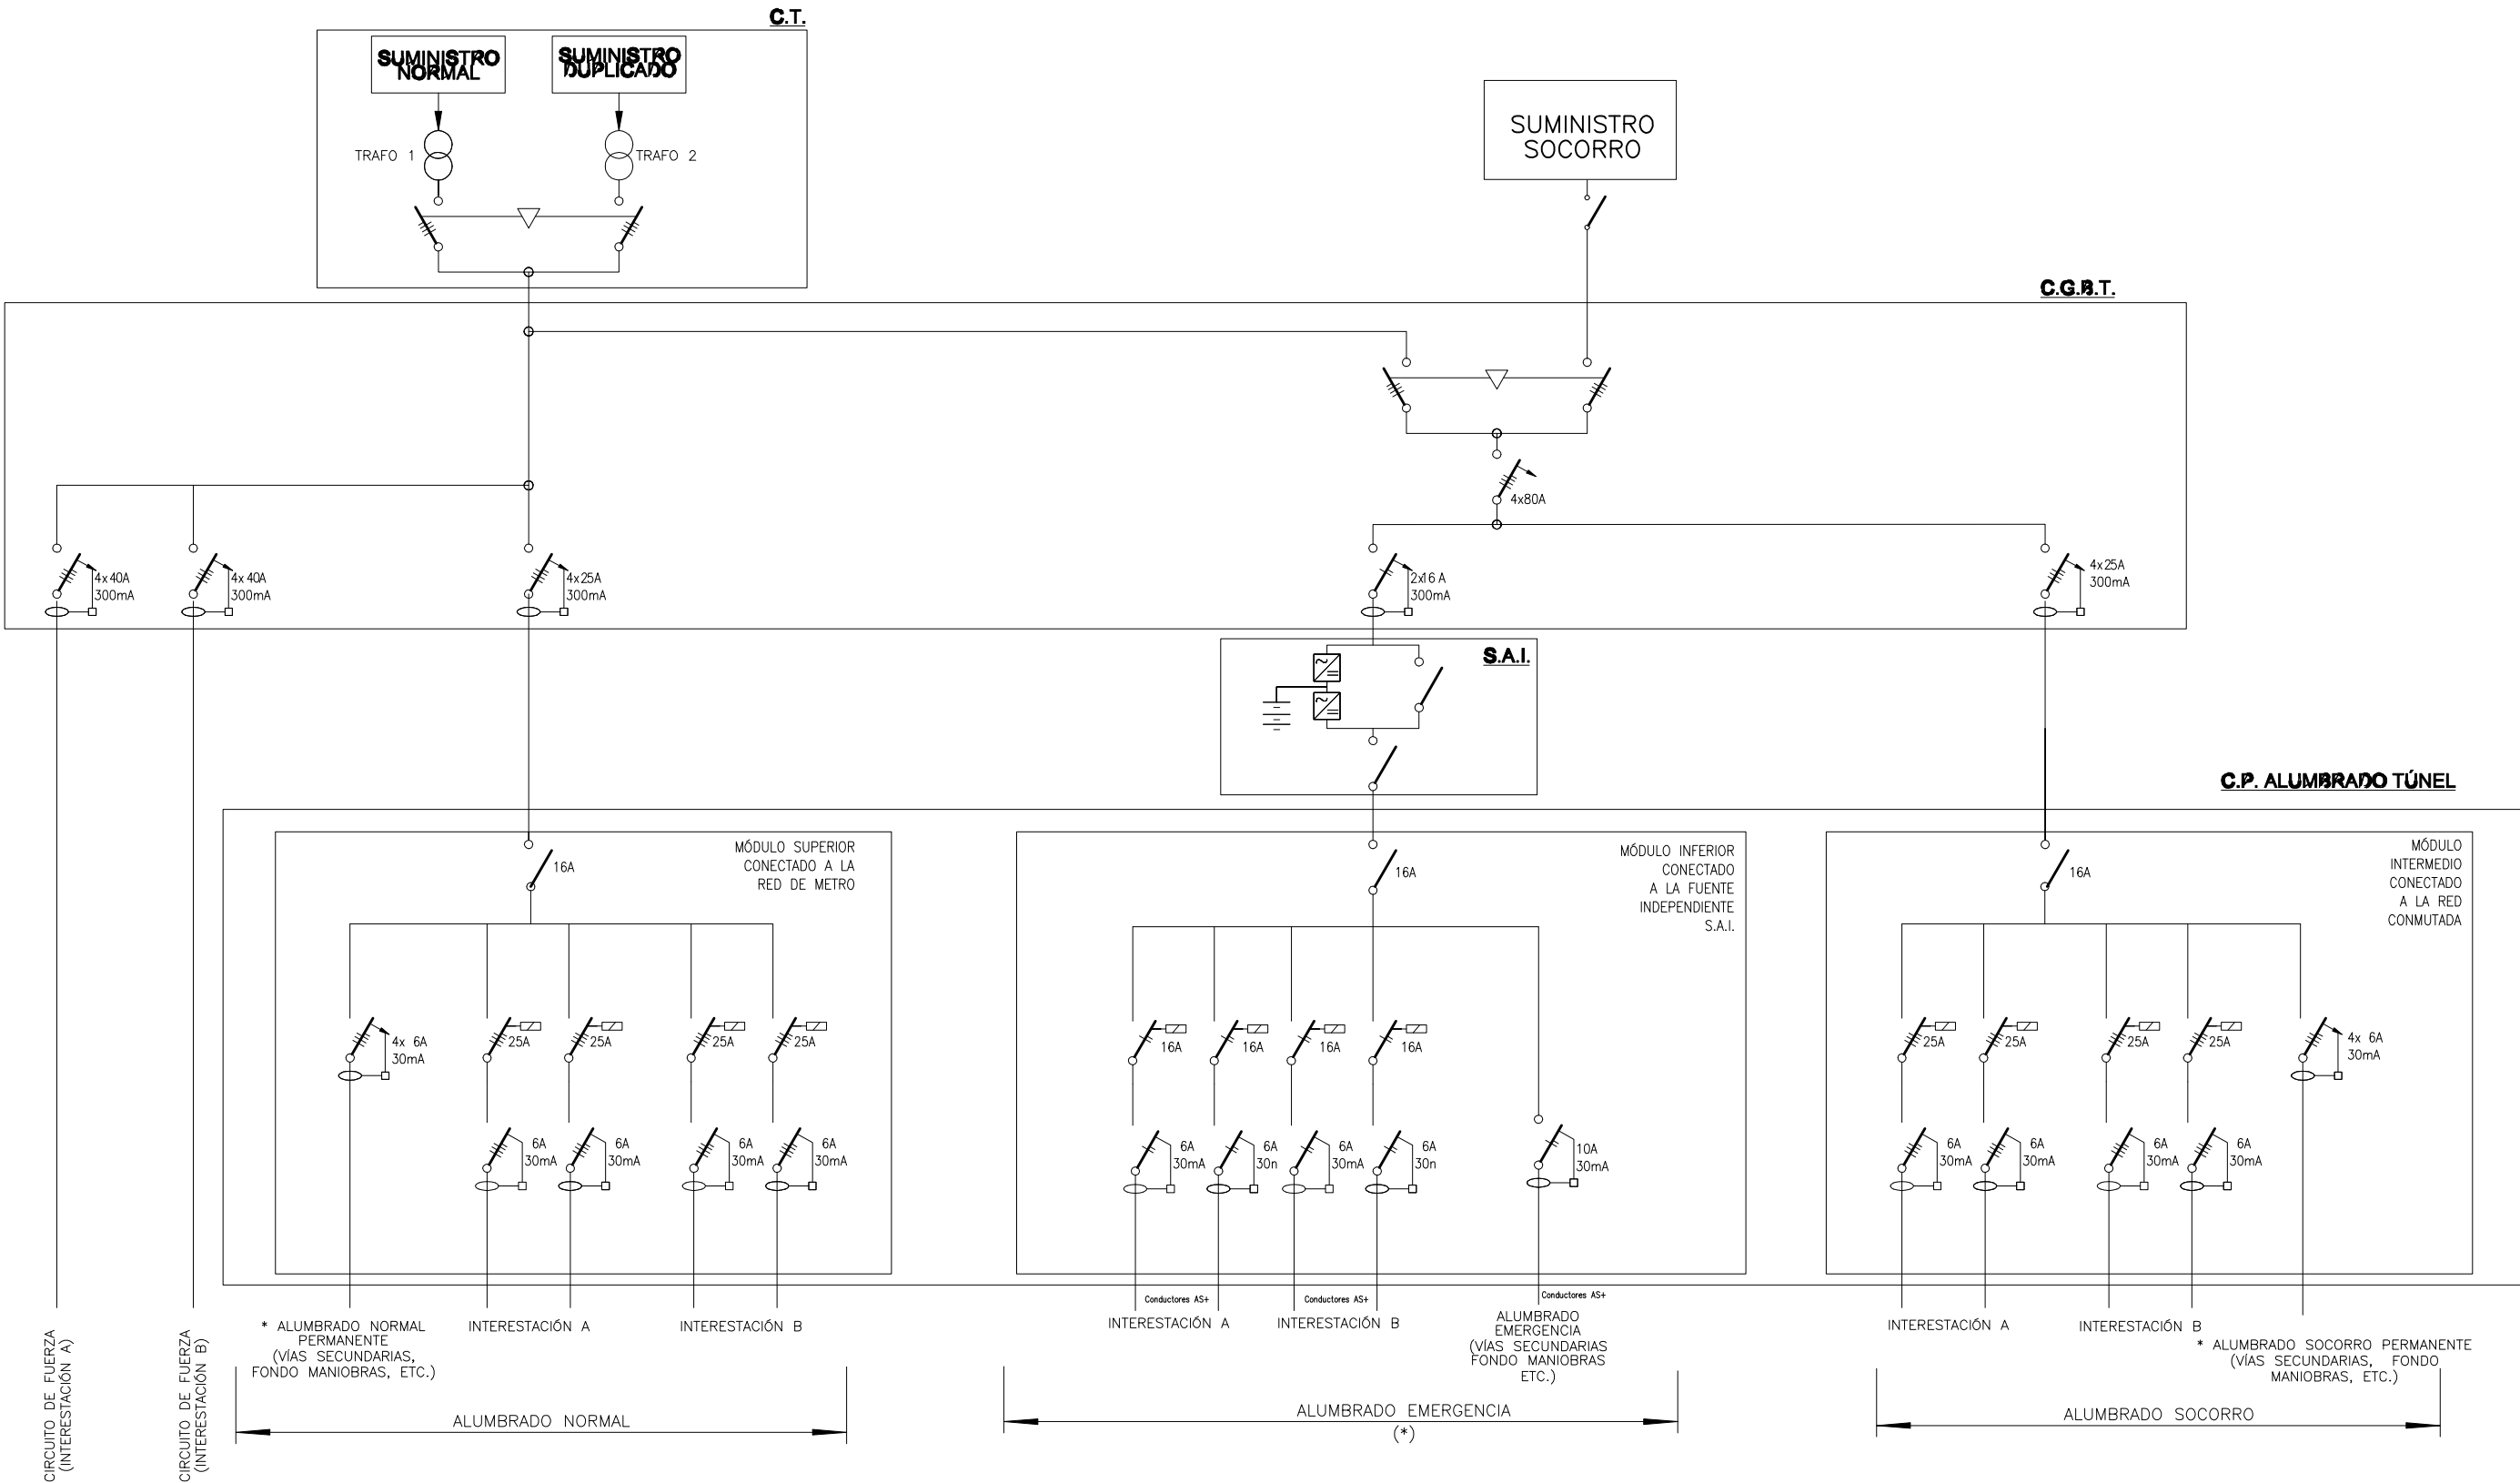 C.T.
SUMINISTRO
NORMAL
SUMINISTRO
DUPLICADO
TRAFO 1
TRAFO 2
SUMINISTRO
SOCORRO
C.G.B.T.
4x80A
4x40A
300mA
4x40A
300mA
4x25A
300mA
2x16 A
300mA
4x25A
300mA
S.A.I.
C.P. ALUMBRADO TÚNEL
16A
MÓDULO SUPERIOR
CONECTADO A LA
RED DE METRO
16A
MÓDULO INFERIOR
CONECTADO
A LA FUENTE
INDEPENDIENTE
S.A.I.
16A
MÓDULO
INTERMEDIO
CONECTADO
A LA RED
CONMUTADA
4x 6A
30mA
25A
25A
25A
25A
6A
30mA
6A
30mA
6A
30mA
6A
30mA
16A
16A
16A
16A
6A
30mA
6A
30n
6A
30mA
6A
30n
10A
30mA
25A
25A
25A
25A
4x 6A
30mA
6A
30mA
6A
30mA
6A
30mA
6A
30mA
CIRCUITO DE FUERZA
(INTERESTACIÓN A)
CIRCUITO DE FUERZA
(INTERESTACIÓN B)
* ALUMBRADO NORMAL
PERMANENTE
(VÍAS SECUNDARIAS,
FONDO MANIOBRAS, ETC.)
INTERESTACIÓN A
INTERESTACIÓN B
ALUMBRADO NORMAL
Conductores AS+
INTERESTACIÓN A
Conductores AS+
INTERESTACIÓN B
Conductores AS+
ALUMBRADO
EMERGENCIA
(VÍAS SECUNDARIAS
FONDO MANIOBRAS
ETC.)
ALUMBRADO EMERGENCIA
(*)
INTERESTACIÓN A
INTERESTACIÓN B
* ALUMBRADO SOCORRO PERMANENTE
(VÍAS SECUNDARIAS, FONDO
MANIOBRAS, ETC.)
ALUMBRADO SOCORRO